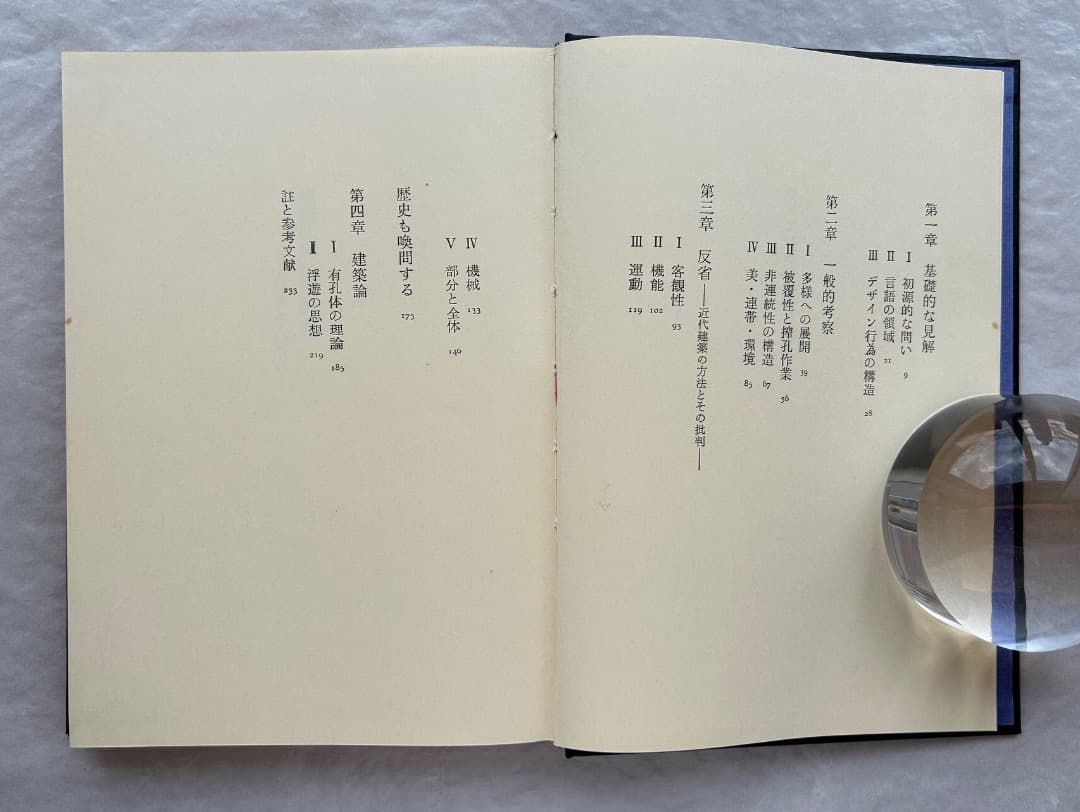 第一章 基礎的な見解
Ⅰ 初源的な問い 9
Ⅱ 言語の領域 21
Ⅲ デザイン行為の構造 28
第二章 一般的考察
Ⅰ 多様への展開 39
Ⅱ 被覆性と搾孔作業 56
Ⅲ 非連続性の構造 67
Ⅳ 美・連帯・環境 85
第三章 反省——近代建築の方法とその批判——
Ⅰ 客観性 93
Ⅱ 機能 102
Ⅲ 運動 119
Ⅳ 機械 133
Ⅴ 部分と全体 146
歴史も喚問する 175
第四章 建築論
Ⅰ 有孔体の理論 185
Ⅱ 浮遊の思想 219
註と参考文献 233